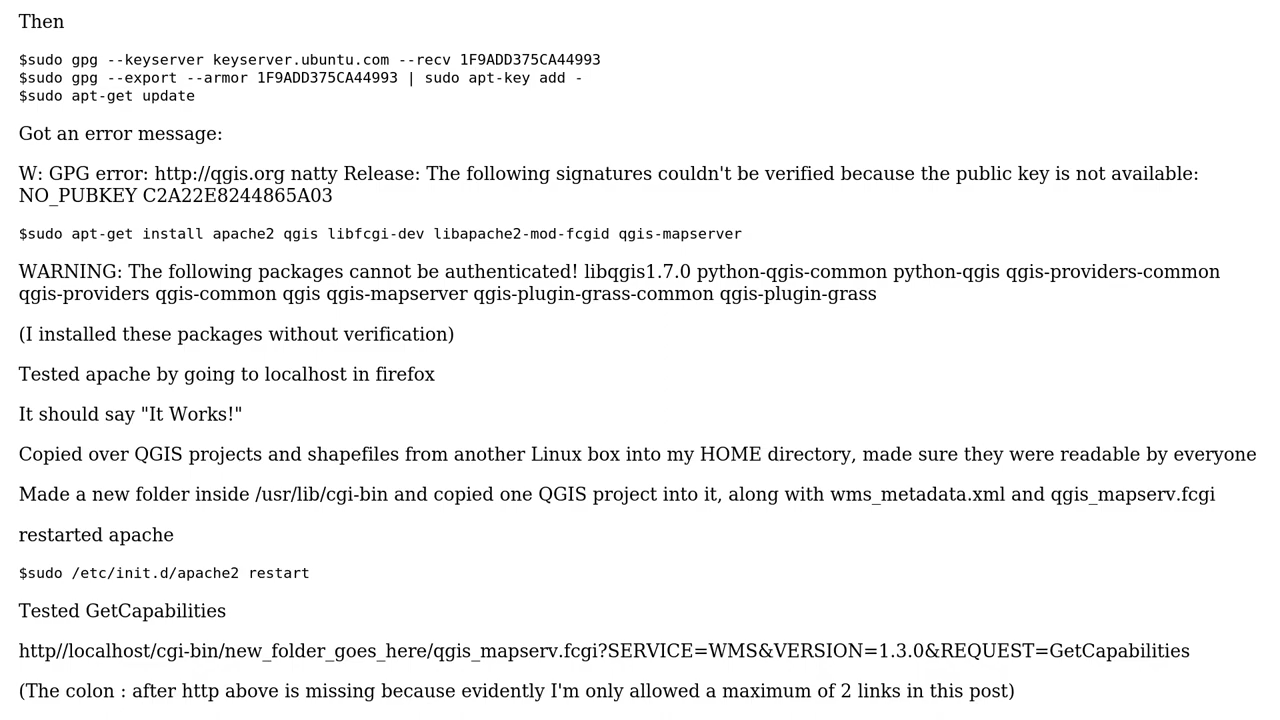 Then
$sudo gpg --keyserver keyserver.ubuntu.com --recv 1F9ADD375CA44993
$sudo gpg --export --armor 1F9ADD375CA44993 | sudo apt-key add -
$sudo apt-get update
Got an error message:
W: GPG error: http://qgis.org natty Release: The following signatures couldn't be verified because the public key is not available:
NO_PUBKEY C2A22E8244865A03
$sudo apt-get install apache2 qgis libfcgi-dev libapache2-mod-fcgid qgis-mapserver
WARNING: The following packages cannot be authenticated! libqgis1.7.0 python-qgis-common python-qgis qgis-providers-common
qgis-providers qgis-common qgis qgis-mapserver qgis-plugin-grass-common qgis-plugin-grass
(I installed these packages without verification)
Tested apache by going to localhost in firefox
It should say "It Works!"
Copied over QGIS projects and shapefiles from another Linux box into my HOME directory, made sure they were readable by everyone
Made a new folder inside /usr/lib/cgi-bin and copied one QGIS project into it, along with wms_metadata.xml and qgis_mapserv.fcgi
restarted apache
$sudo /etc/init.d/apache2 restart
Tested GetCapabilities
http//localhost/cgi-bin/new_folder_goes_here/qgis_mapserv.fcgi?SERVICE=WMS&VERSION=1.3.0&REQUEST=GetCapabilities
(The colon : after http above is missing because evidently I'm only allowed a maximum of 2 links in this post)